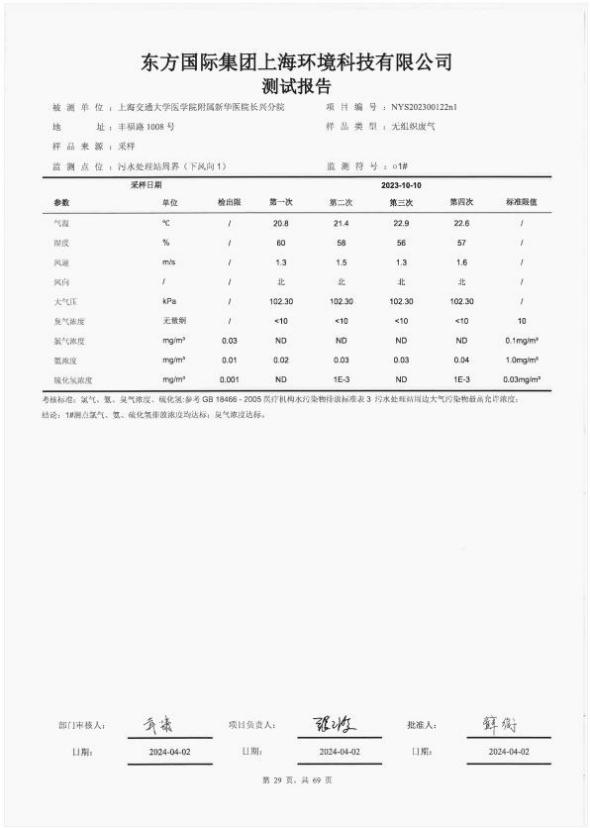 东方国际集团上海环境科技有限公司
测试报告
被 测 单 位 ：上海交通大学医学院附属新华医院长兴分院 项 目 编 号 ：NYS202300122n1
地 址 ：丰福路 1008 号 样 品 类 型 ：无组织废气
样 品 来 源 ：采样
监 测 点 位 ：污水处理站周界（下风向 1） 监 测 符 号 ：○1#
采样日期 2023-10-10
参数 单位 检出限 第一次 第二次 第三次 第四次 标准限值
气温 ℃ / 20.8 21.4 22.9 22.6 /
湿度 % / 60 58 56 57 /
风速 m/s / 1.3 1.5 1.3 1.6 /
风向 / / 北 北 北 北 /
大气压 kPa / 102.30 102.30 102.30 102.30 /
臭气浓度 无量纲 / <10 <10 <10 <10 10
氯气浓度 mg/m³ 0.03 ND ND ND ND 0.1mg/m³
氨浓度 mg/m³ 0.01 0.02 0.03 0.03 0.04 1.0mg/m³
硫化氢浓度 mg/m³ 0.001 ND 1E-3 ND 1E-3 0.03mg/m³
考核标准：氯气、氨、臭气浓度、硫化氢:参考 GB 18466 - 2005 医疗机构水污染物排放标准表 3 污水处理站周边大气污染物最高允许浓度；
结论：1#测点氯气、氨、硫化氢排放浓度均达标；臭气浓度达标。
部门审核人： 项目负责人： 批准人：
日期： 2024-04-02 日期： 2024-04-02 日期： 2024-04-02
第 29 页，共 69 页